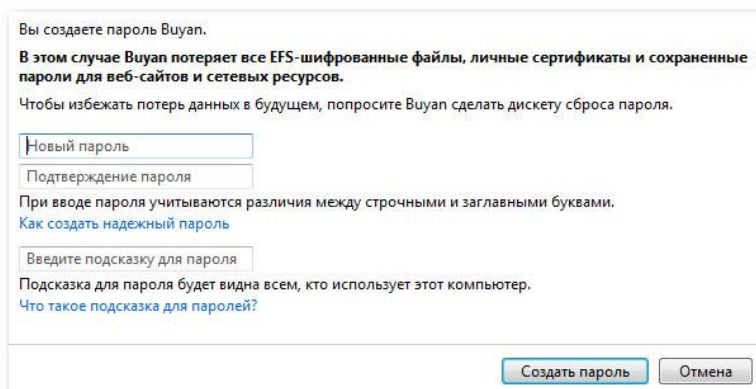 Вы создаете пароль Buyan.
В этом случае Buyan потеряет все EFS-шифрованные файлы, личные сертификаты и сохраненные
пароли для веб-сайтов и сетевых ресурсов.
Чтобы избежать потерь данных в будущем, попросите Buyan сделать дискету сброса пароля.
Новый пароль
Подтверждение пароля
При вводе пароля учитываются различия между строчными и заглавными буквами.
Как создать надежный пароль
Введите подсказку для пароля
Подсказка для пароля будет видна всем, кто использует этот компьютер.
Что такое подсказка для паролей?
Создать пароль Отмена